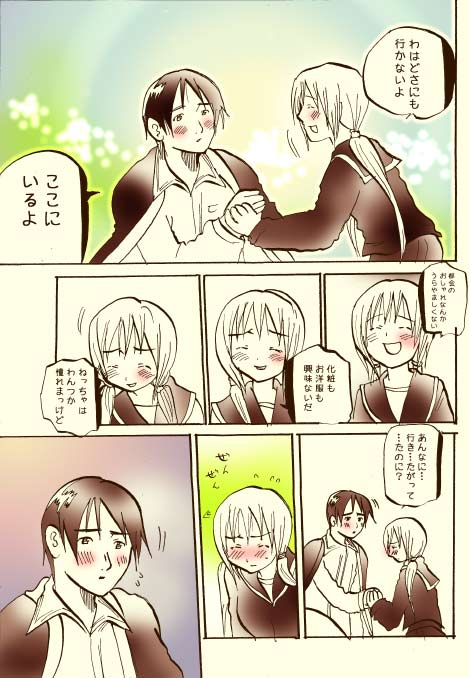 わはどさにも
行かないよ
ここに
いるよ
都会の
おしゃれなんか
うらやましくない
化粧も
お洋服も
興味ないだ
ねっちゃは
わんつか
憧れまっけど
あんなに…
行き…たがって
…たのに？
ぜん
ぜん